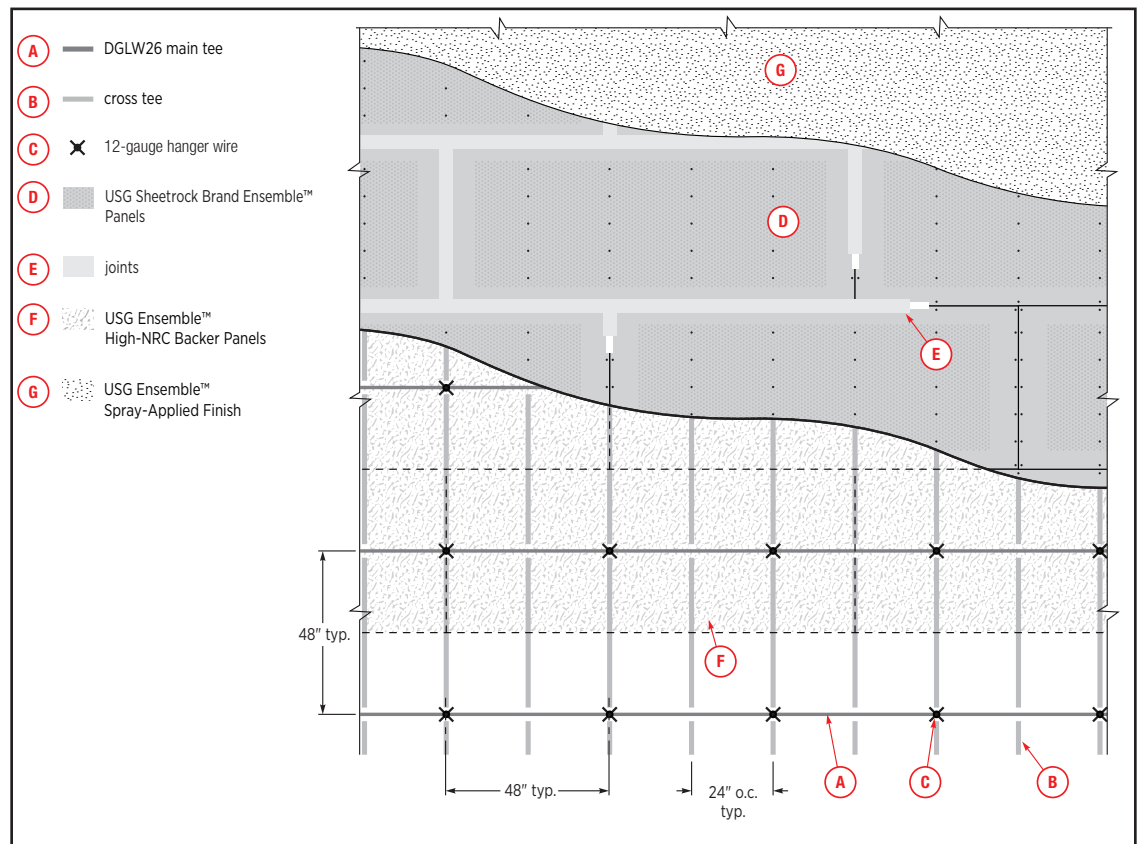 A DGLW26 main tee
B cross tee
C 12-gauge hanger wire
D USG Sheetrock Brand Ensemble™
Panels
E joints
F USG Ensemble™
High-NRC Backer Panels
G USG Ensemble™
Spray-Applied Finish
G
D
E
48" typ.
F
A
C
B
48" typ.
24" o.c.
typ.